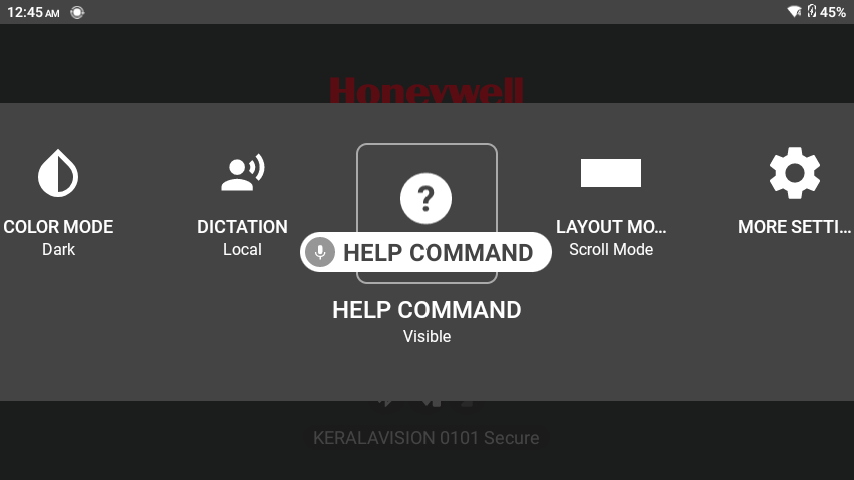 12:45 AM
45%
Honeywell
COLOR MODE
Dark
DICTATION
Local
?
HELP COMMAND
HELP COMMAND
Visible
LAYOUT MO...
Scroll Mode
MORE SETTI...
KERALAVISION 0101 Secure